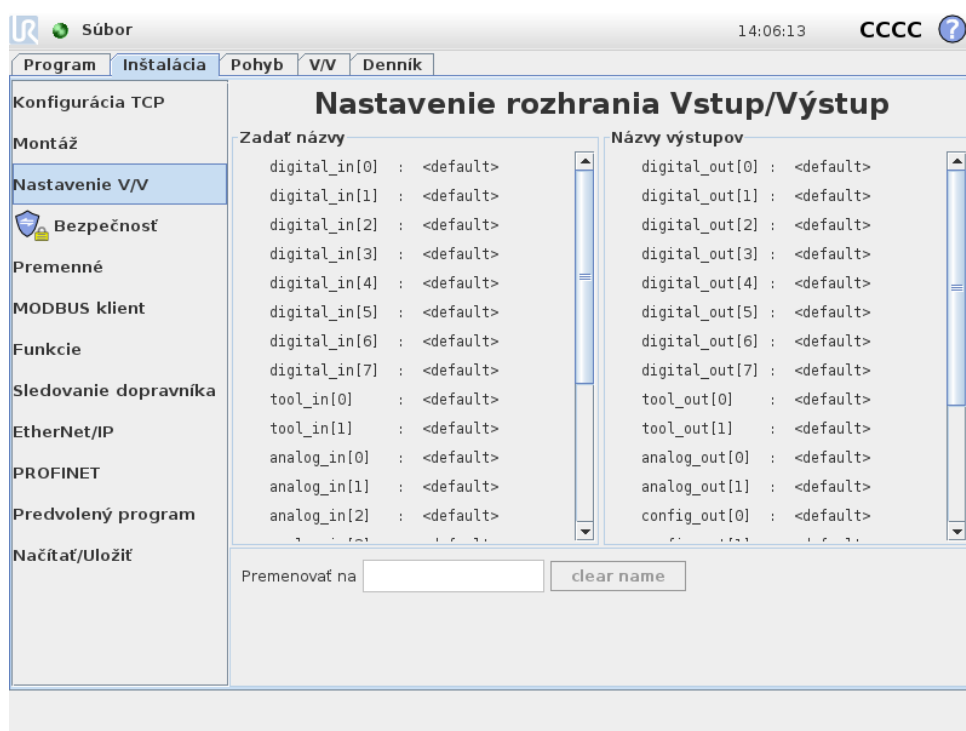 Súbor
14:06:13
CCCC
?
Program
Inštalácia
Pohyb
V/V
Denník
Konfigurácia TCP
Montáž
Nastavenie V/V
Bezpečnosť
Premenné
MODBUS klient
Funkcie
Sledovanie dopravníka
EtherNet/IP
PROFINET
Predvolený program
Načítať/Uložiť
Nastavenie rozhrania Vstup/Výstup
Zadať názvy
digital_in[0] : <default>
digital_in[1] : <default>
digital_in[2] : <default>
digital_in[3] : <default>
digital_in[4] : <default>
digital_in[5] : <default>
digital_in[6] : <default>
digital_in[7] : <default>
tool_in[0] : <default>
tool_in[1] : <default>
analog_in[0] : <default>
analog_in[1] : <default>
analog_in[2] : <default>
Názvy výstupov
digital_out[0] : <default>
digital_out[1] : <default>
digital_out[2] : <default>
digital_out[3] : <default>
digital_out[4] : <default>
digital_out[5] : <default>
digital_out[6] : <default>
digital_out[7] : <default>
tool_out[0] : <default>
tool_out[1] : <default>
analog_out[0] : <default>
analog_out[1] : <default>
config_out[0] : <default>
Premenovať na
clear name